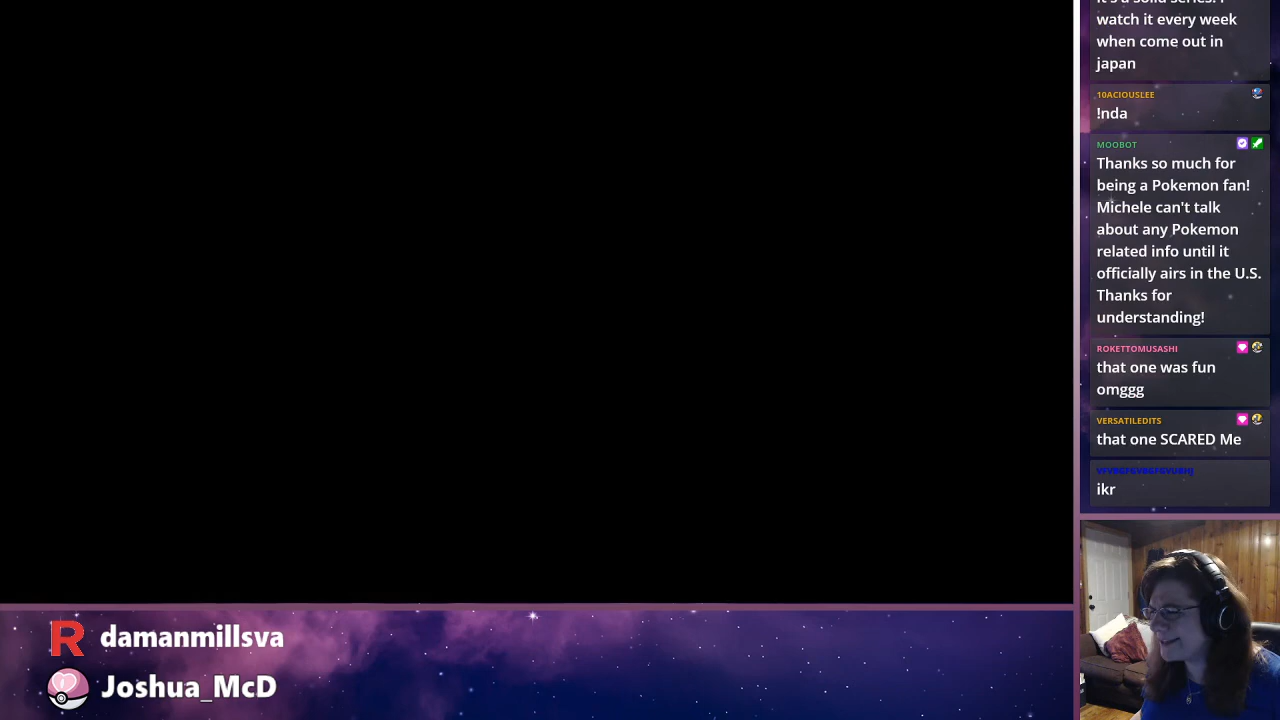 it's a solid series! I
watch it every week
when come out in
japan
10ACIOUSLEE
!nda
MOOBOT
Thanks so much for
being a Pokemon fan!
Michele can't talk
about any Pokemon
related info until it
officially airs in the U.S.
Thanks for
understanding!
ROKETTOMUSASHI
that one was fun
omggg
VERSATILEDITS
that one SCARED Me
ikr
R damanmillsva
Joshua_McD